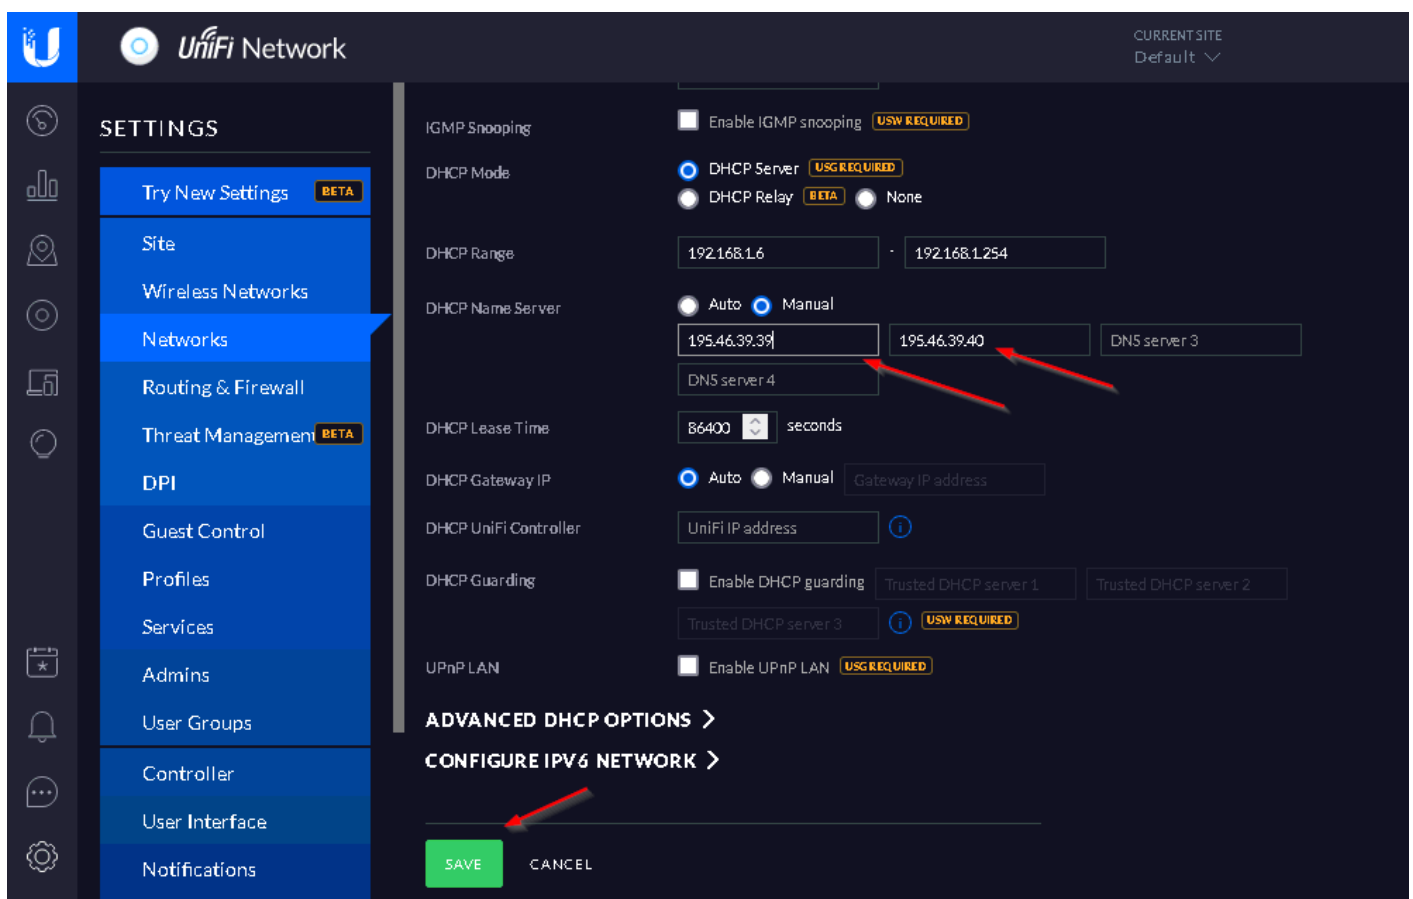 UniFi Network
CURRENT SITE
Default
SETTINGS
Try New Settings BETA
Site
Wireless Networks
Networks
Routing & Firewall
Threat Managemen BETA
DPI
Guest Control
Profiles
Services
Admins
User Groups
Controller
User Interface
Notifications
IGMP Snooping Enable IGMP snooping USW REQUIRED
DHCP Mode DHCP Server USG REQUIRED
DHCP Relay BETA None
DHCP Range 192.168.1.6 - 192.168.1.254
DHCP Name Server Auto Manual
195.46.39.39 195.46.39.40 DNS server 3
DNS server 4
DHCP Lease Time 86400 seconds
DHCP Gateway IP Auto Manual Gateway IP address
DHCP UniFi Controller UniFi IP address
DHCP Guarding Enable DHCP guarding Trusted DHCP server 1 Trusted DHCP server 2
Trusted DHCP server 3 USW REQUIRED
UPnP LAN Enable UPnP LAN USG REQUIRED
ADVANCED DHCP OPTIONS
CONFIGURE IPV6 NETWORK
SAVE CANCEL